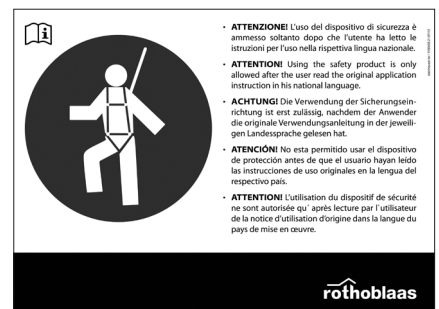 • ATTENZIONE! L'uso del dispositivo di sicurezza è
ammesso soltanto dopo che l'utente ha letto le
istruzioni per l'uso nella rispettiva lingua nazionale.
• ATTENTION! Using the safety product is only
allowed after the user read the original application
instruction in his national language.
• ACHTUNG! Die Verwendung der Sicherungsein-
richtung ist erst zulässig, nachdem der Anwender
die originale Verwendungsanleitung in der jeweili-
gen Landessprache gelesen hat.
• ATENCIÓN! No esta permitido usar el dispositivo
de protección antes de que el usuario hayan leído
las instrucciones de uso originales en la lengua del
respectivo país.
• ATTENTION! L'utilisation du dispositif de sécurité
ne sont autorisée qu´ après lecture par l´utilisateur
de la notice d'utilisation d'origine dans la langue du
pays de mise en œuvre.
rothoblaas